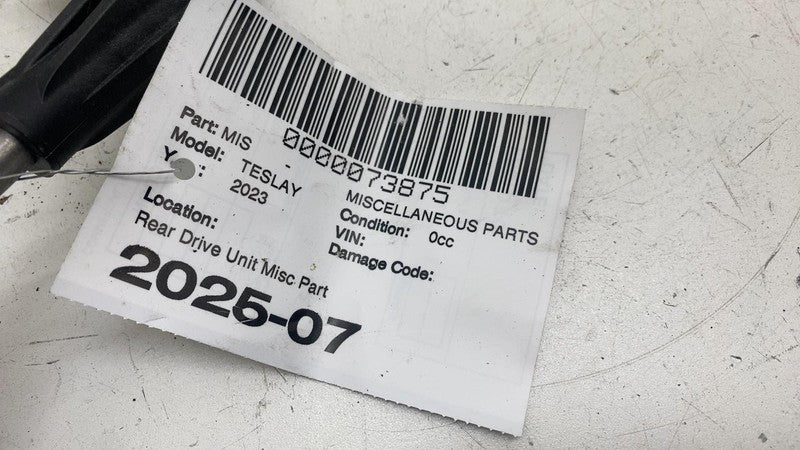 0000073875
Part: MIS
MISCELLANEOUS PARTS
Model: TESLAY
Condition: 0cc
Y : 2023
VIN:
Damage Code:
Location:
Rear Drive Unit Misc Part
2025-07